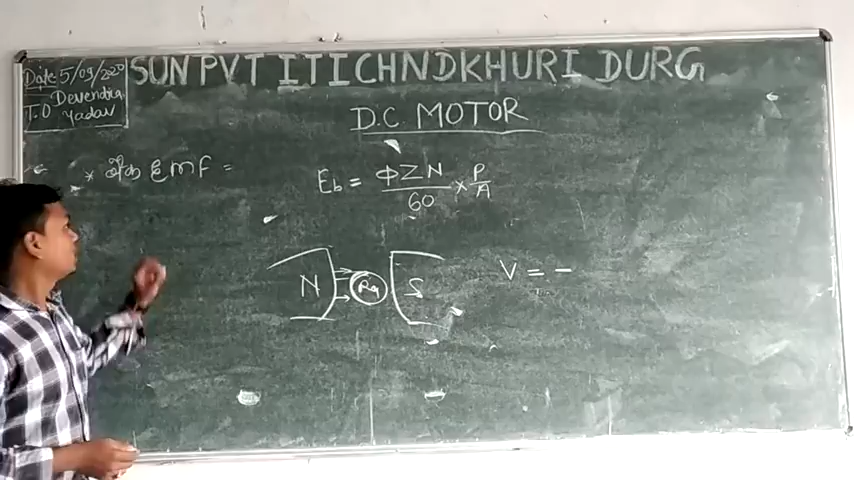 Date 5/09/2020
T.O Devendra Yadav
SUN PVT ITI CHNDKHURI DURG
D.C. MOTOR
* बैक EMF =
Eb = ΦZN/60 × P/A
N Ra S
V = -